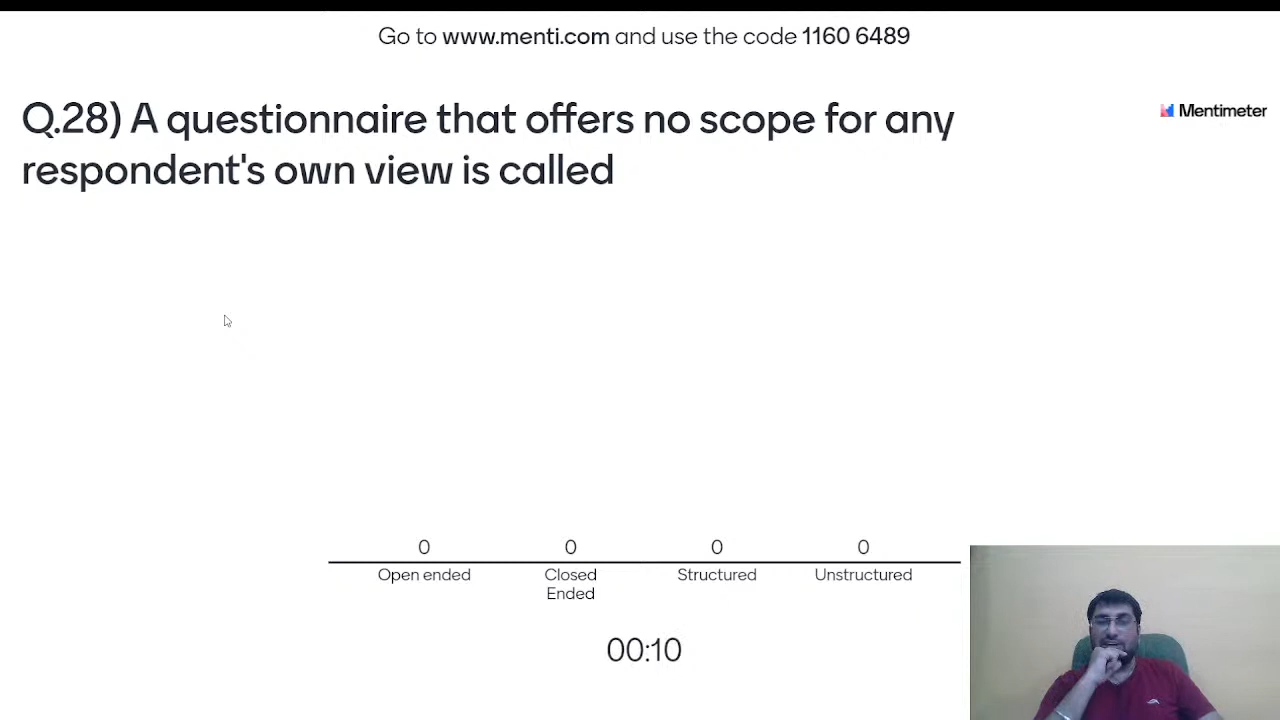 Go to www.menti.com and use the code 1160 6489
Q.28) A questionnaire that offers no scope for any
respondent's own view is called
Mentimeter
0 0 0 0
Open ended Closed Structured Unstructured
Ended
00:10